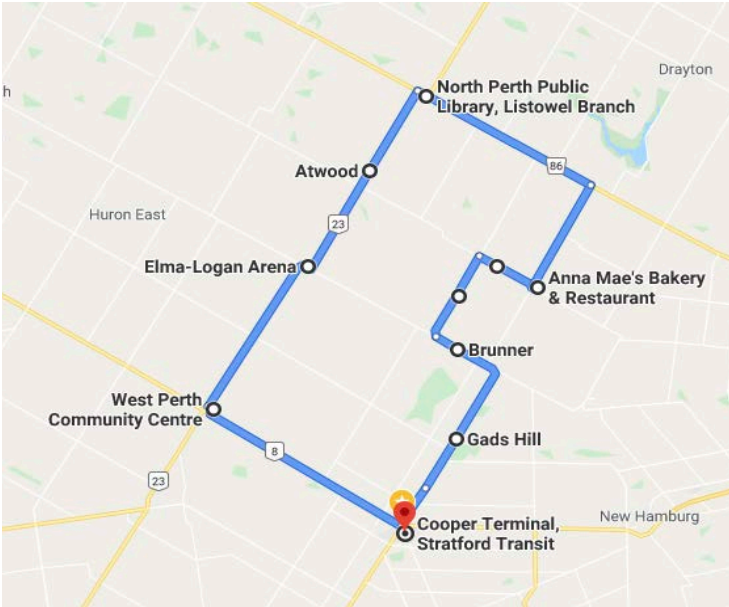 Drayton
North Perth Public
Library, Listowel Branch
h
86
Atwood
Huron East
23
Elma-Logan Arena
Anna Mae's Bakery
& Restaurant
Brunner
West Perth
Community Centre
Gads Hill
8
23
New Hamburg
Cooper Terminal,
Stratford Transit